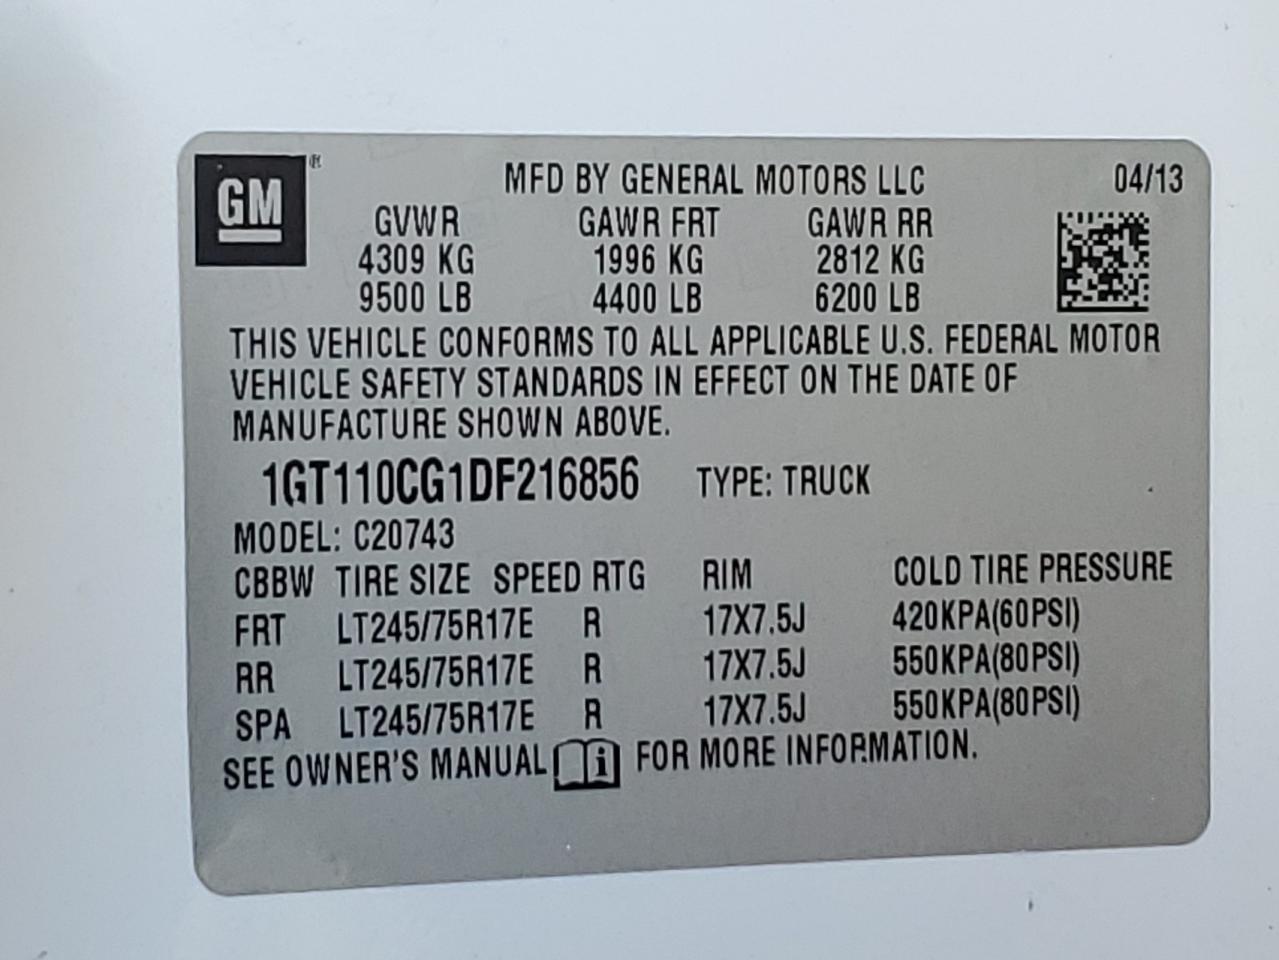 GM ®
MFD BY GENERAL MOTORS LLC 04/13
GVWR GAWR FRT GAWR RR
4309 KG 1996 KG 2812 KG
9500 LB 4400 LB 6200 LB
THIS VEHICLE CONFORMS TO ALL APPLICABLE U.S. FEDERAL MOTOR
VEHICLE SAFETY STANDARDS IN EFFECT ON THE DATE OF
MANUFACTURE SHOWN ABOVE.
1GT110CG1DF216856 TYPE: TRUCK
MODEL: C20743
CBBW TIRE SIZE SPEED RTG RIM COLD TIRE PRESSURE
FRT LT245/75R17E R 17X7.5J 420KPA(60PSI)
RR LT245/75R17E R 17X7.5J 550KPA(80PSI)
SPA LT245/75R17E R 17X7.5J 550KPA(80PSI)
SEE OWNER'S MANUAL i FOR MORE INFORMATION.